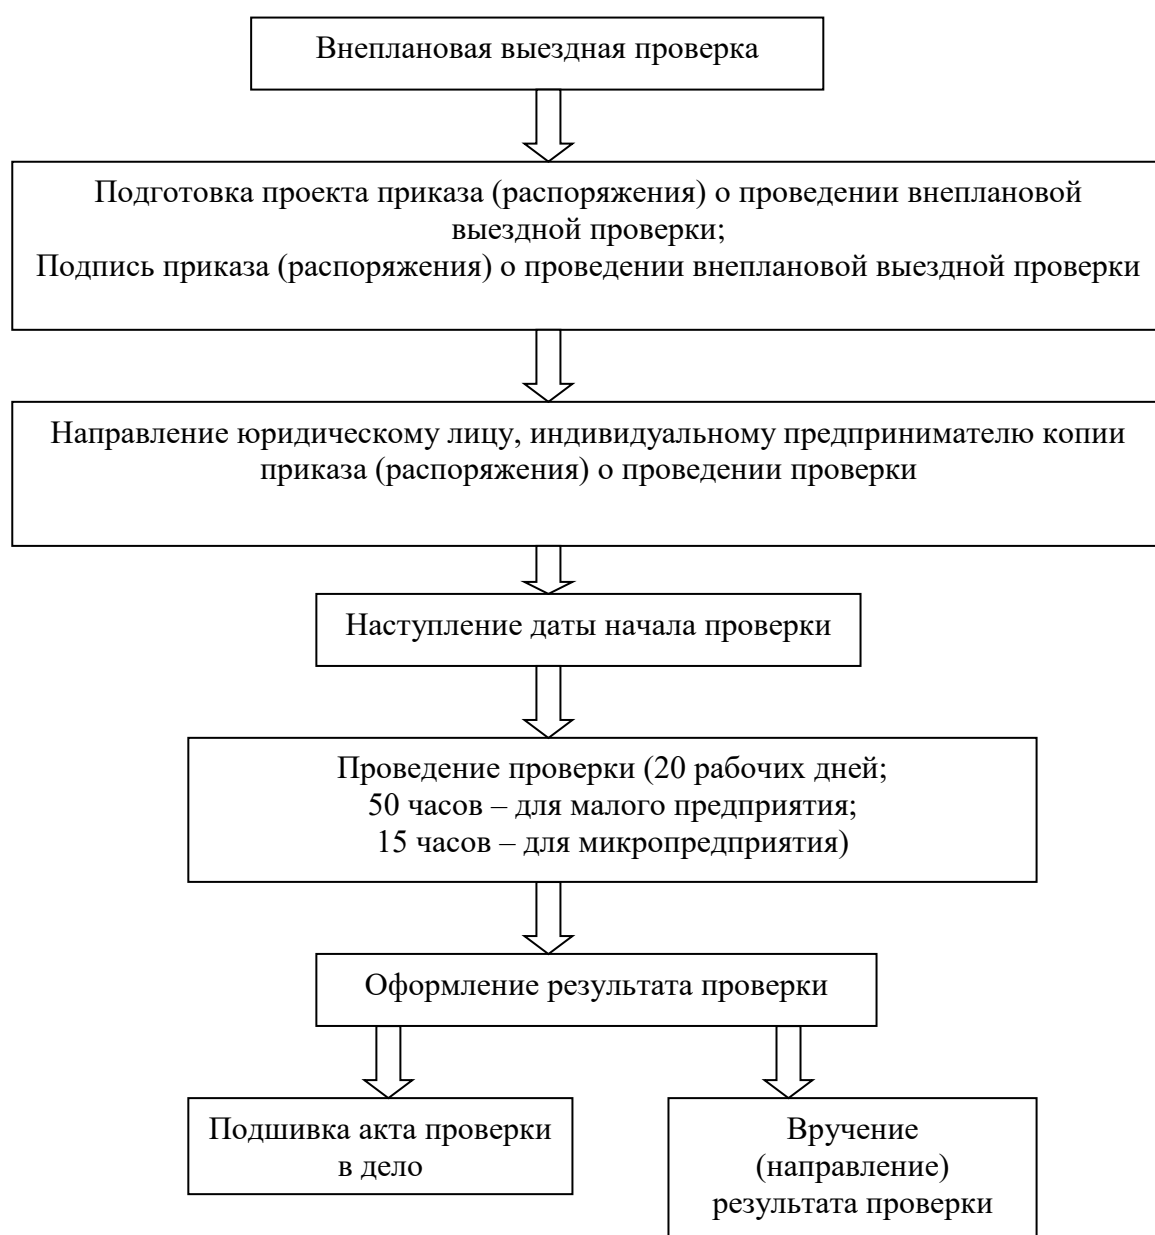 Внеплановая выездная проверка
Подготовка проекта приказа (распоряжения) о проведении внеплановой
выездной проверки;
Подпись приказа (распоряжения) о проведении внеплановой выездной проверки
Направление юридическому лицу, индивидуальному предпринимателю копии
приказа (распоряжения) о проведении проверки
Наступление даты начала проверки
Проведение проверки (20 рабочих дней;
50 часов – для малого предприятия;
15 часов – для микропредприятия)
Оформление результата проверки
Подшивка акта проверки
в дело
Вручение
(направление)
результата проверки